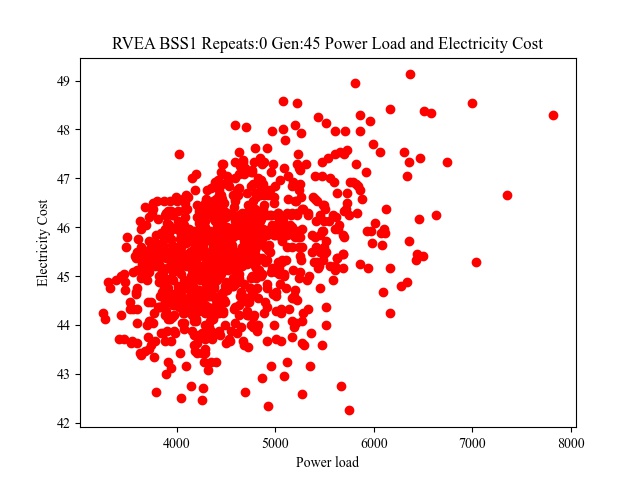 RVEA BSS1 Repeats:0 Gen:45 Power Load and Electricity Cost
49
48
47
46
45
44
43
42
Electricity Cost
4000 5000 6000 7000 8000
Power load